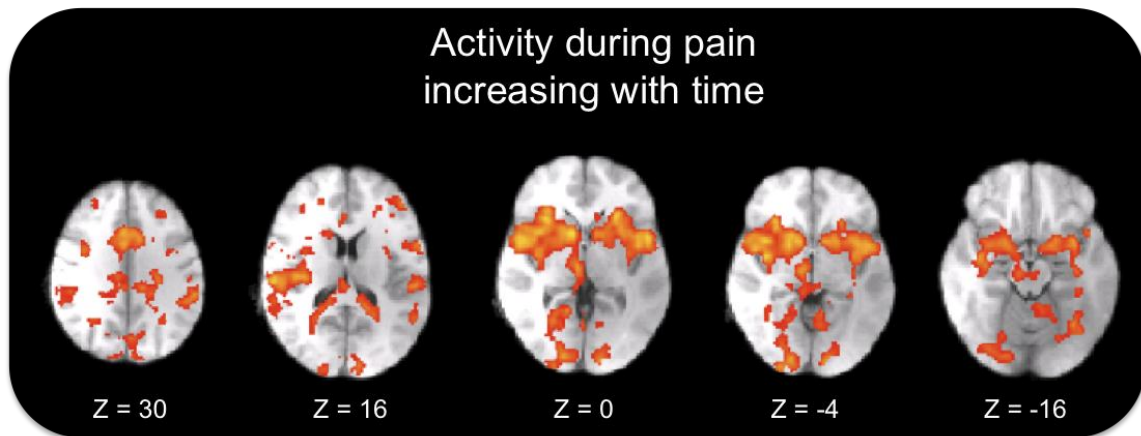 Activity during pain
increasing with time
Z = 30
Z = 16
Z = 0
Z = -4
Z = -16